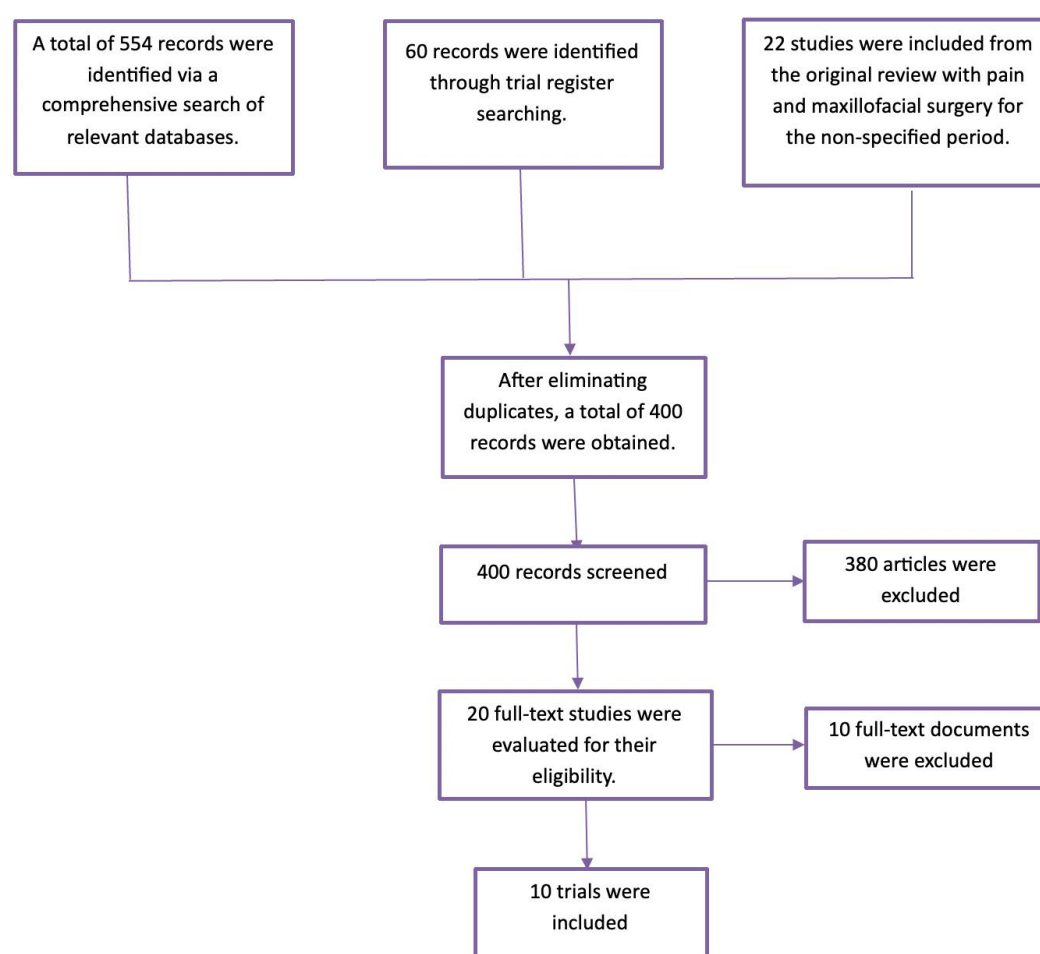 A total of 554 records were
identified via a
comprehensive search of
relevant databases.
60 records were identified
through trial register
searching.
22 studies were included from
the original review with pain
and maxillofacial surgery for
the non-specified period.
After eliminating
duplicates, a total of 400
records were obtained.
400 records screened
380 articles were
excluded
20 full-text studies were
evaluated for their
eligibility.
10 full-text documents
were excluded
10 trials were
included